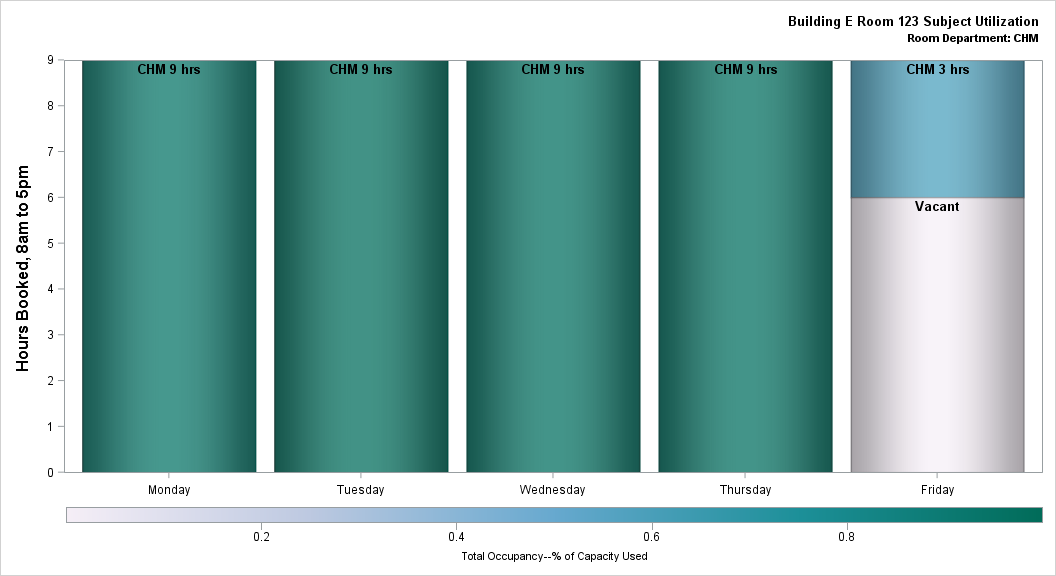 Building E Room 123 Subject Utilization
Room Department: CHM
Hours Booked, 8am to 5pm
9
8
7
6
5
4
3
2
1
0
CHM 9 hrs
CHM 9 hrs
CHM 9 hrs
CHM 9 hrs
CHM 3 hrs
Vacant
Monday
Tuesday
Wednesday
Thursday
Friday
0.2
0.4
0.6
0.8
Total Occupancy--% of Capacity Used